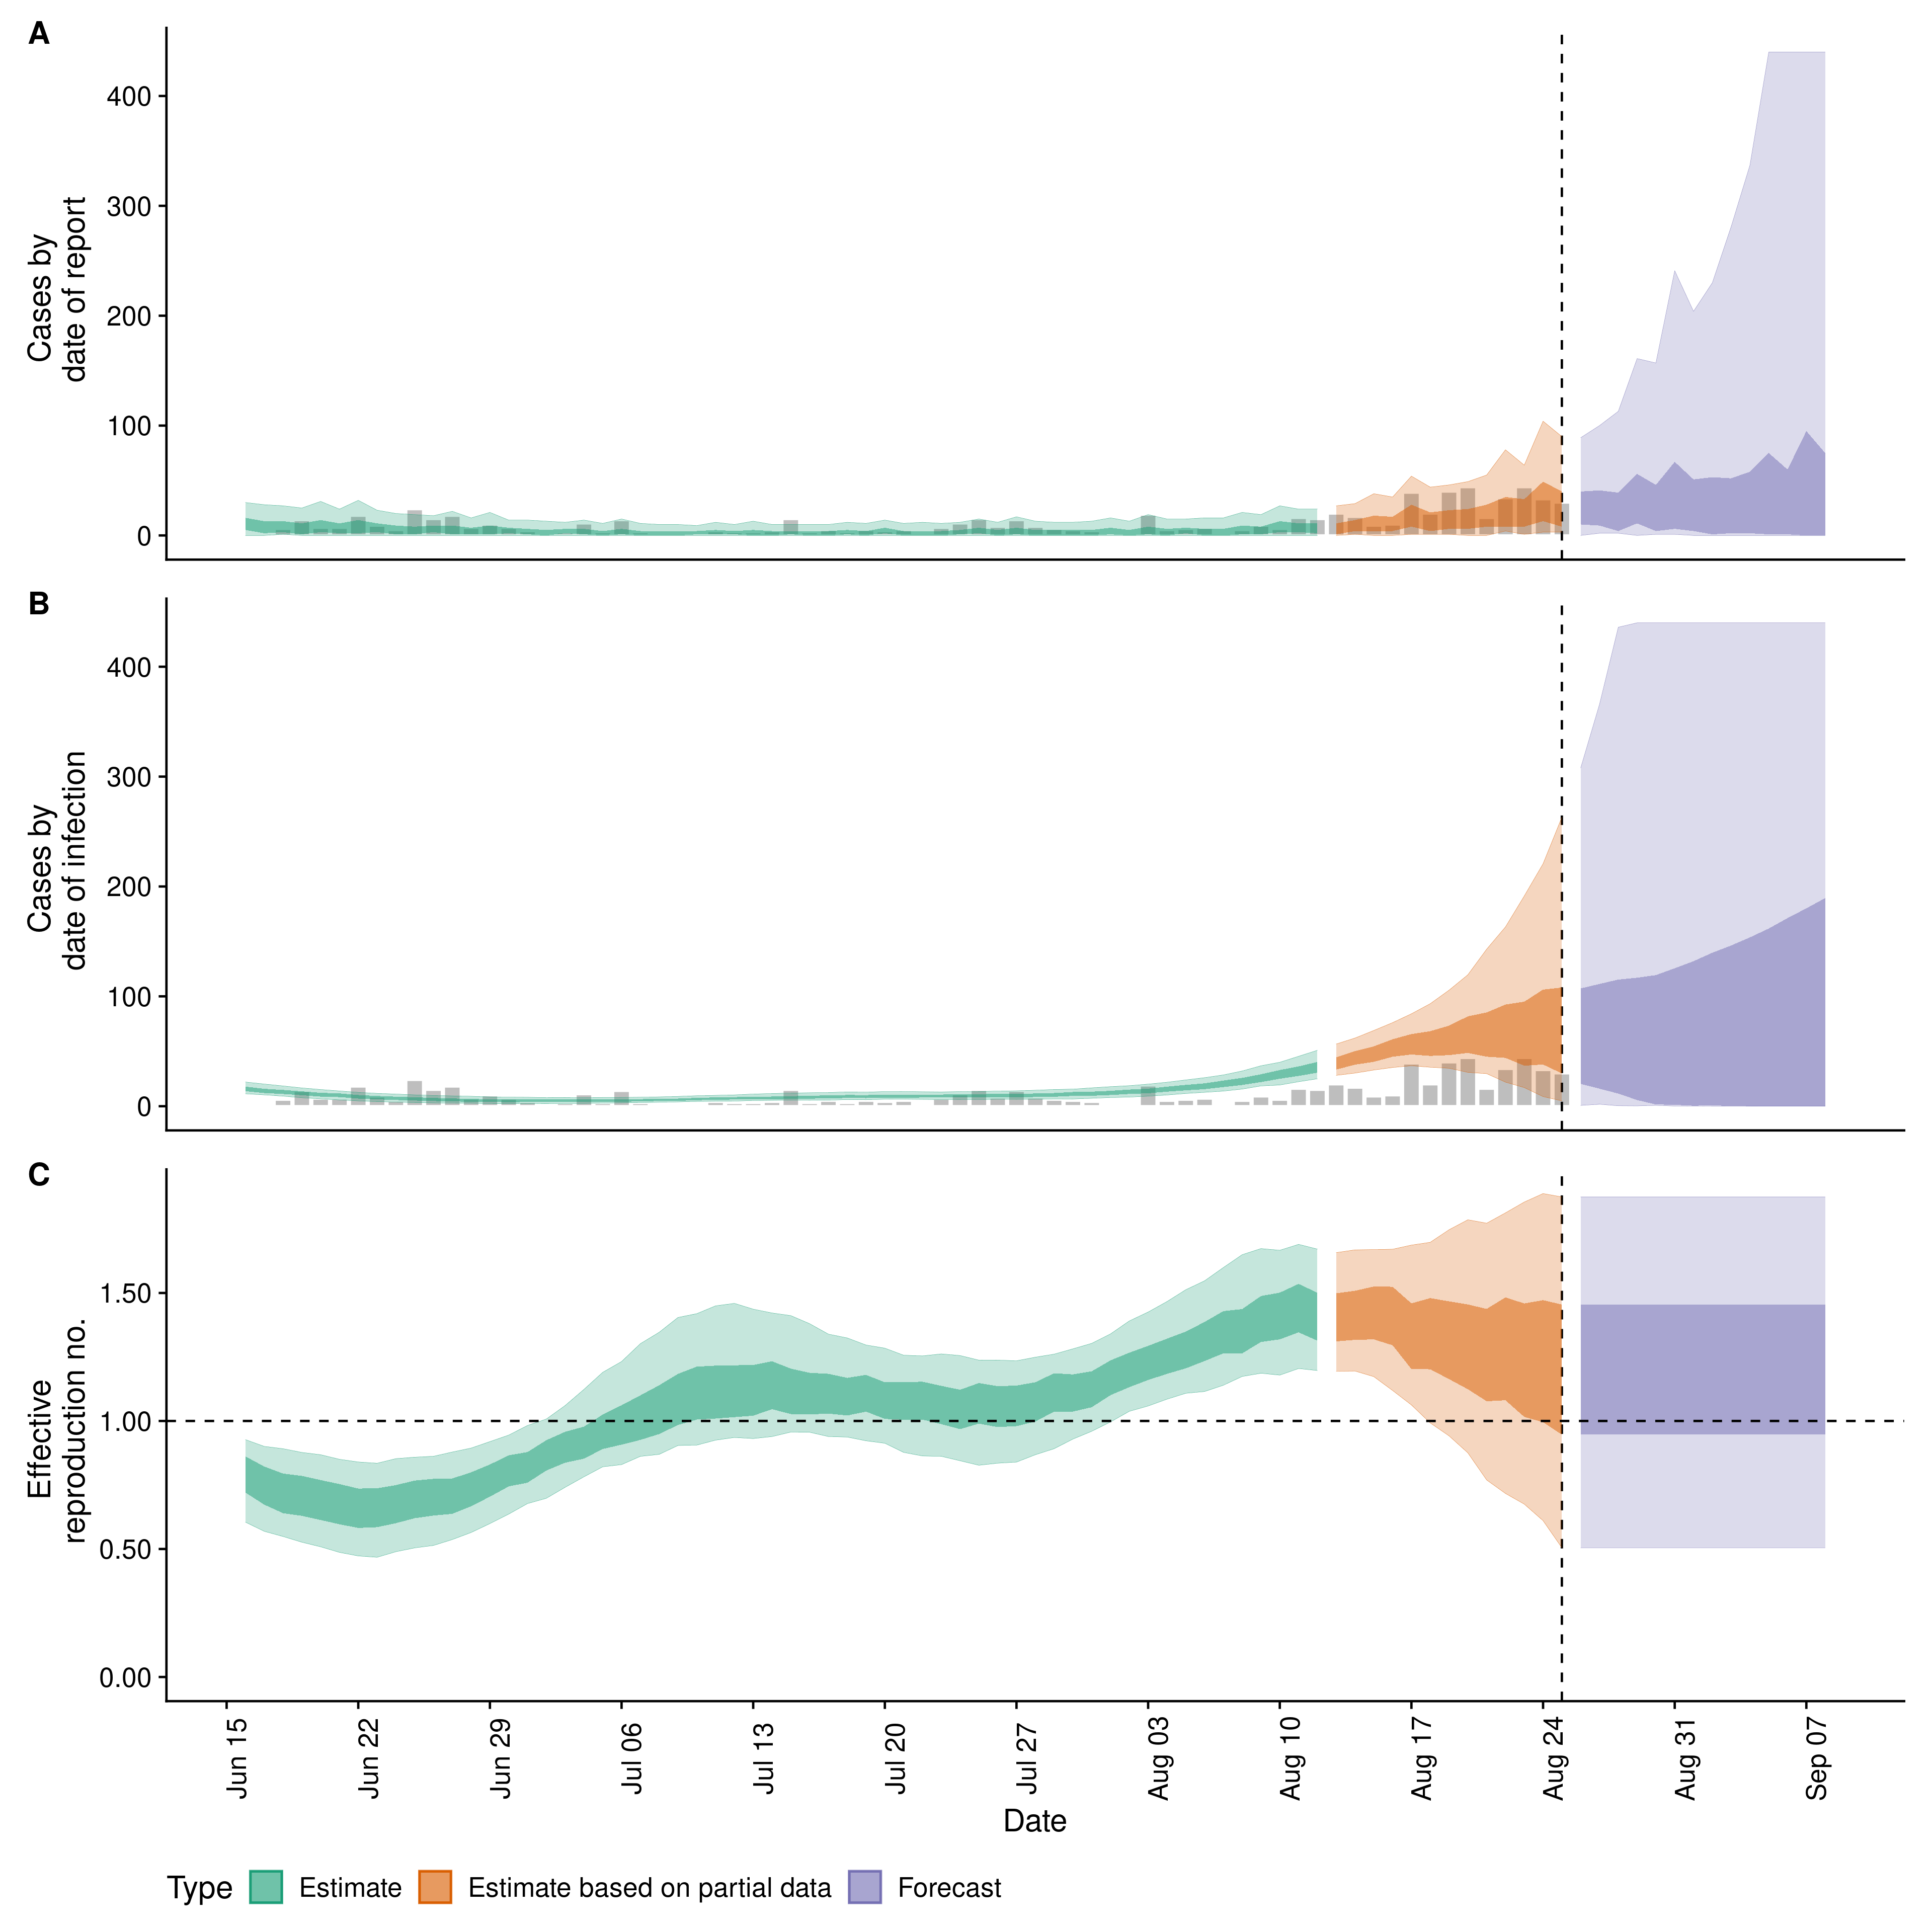 A
Cases by
date of report
400
300
200
100
0
B
Cases by
date of infection
400
300
200
100
0
C
Effective
reproduction no.
1.50
1.00
0.50
0.00
Jun 15
Jun 22
Jun 29
Jul 06
Jul 13
Jul 20
Jul 27
Aug 03
Aug 10
Aug 17
Aug 24
Aug 31
Sep 07
Date
Type Estimate Estimate based on partial data Forecast